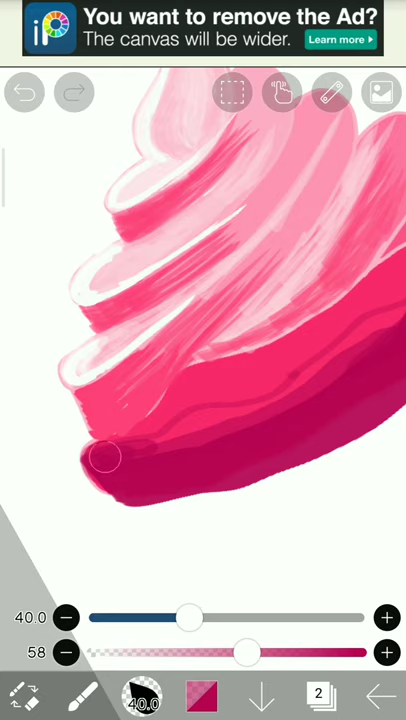 iP
You want to remove the Ad?
The canvas will be wider.
Learn more
40.0
58
40.0
2